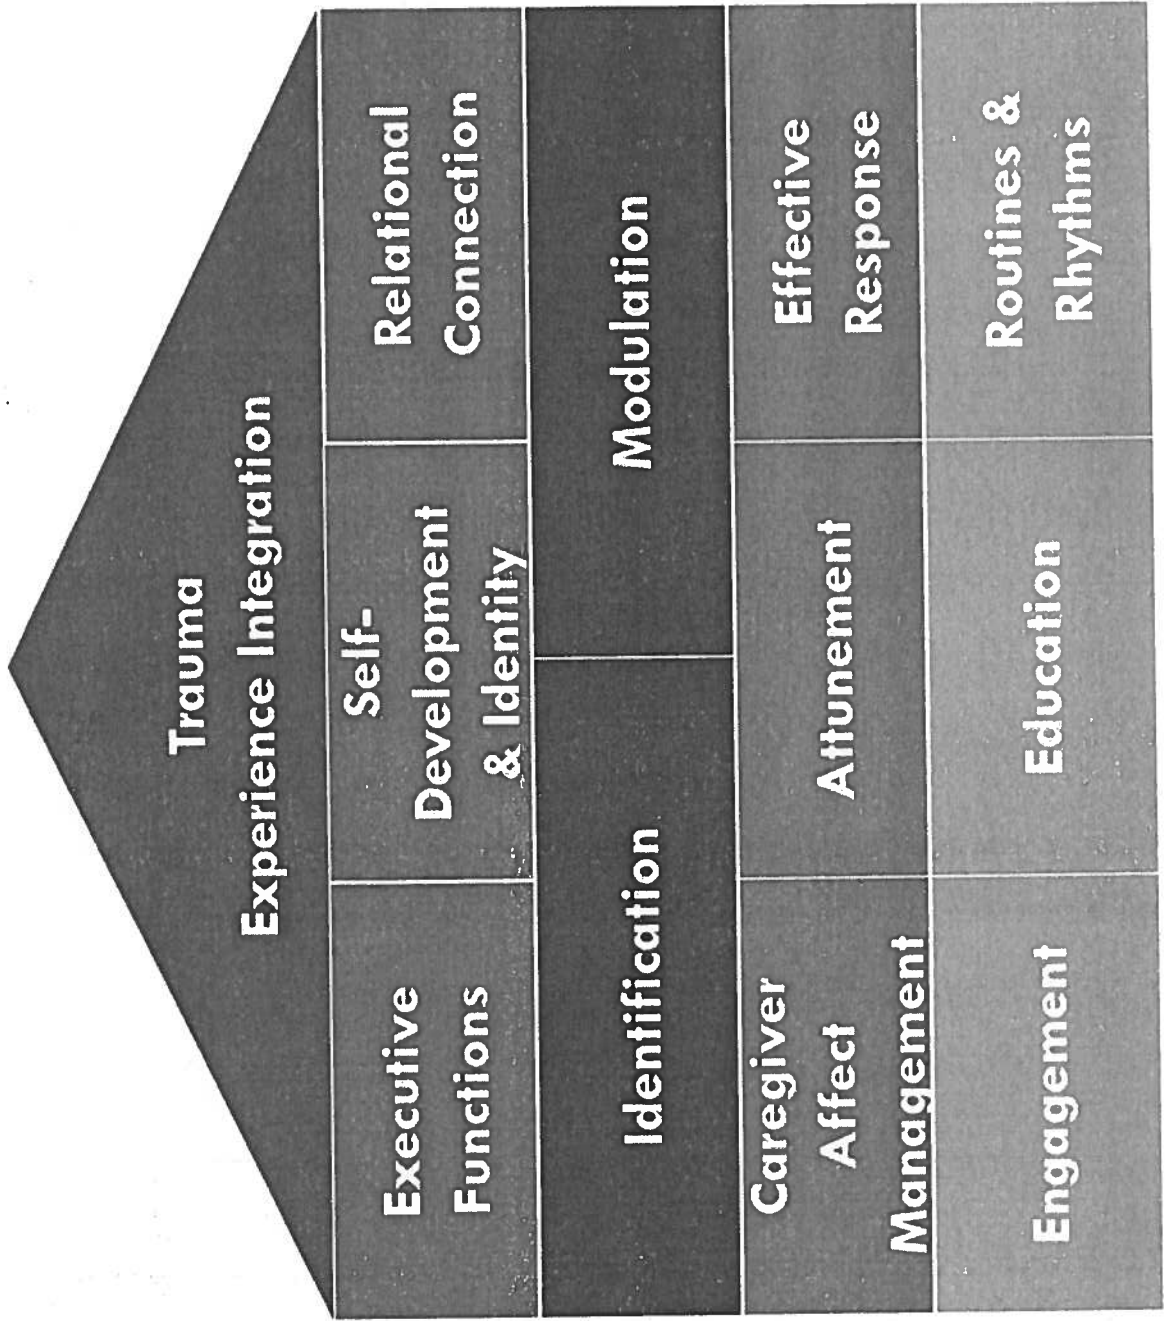 Trauma
Experience Integration
Executive
Functions
Self-
Development
& Identity
Relational
Connection
Identification
Modulation
Caregiver
Affect
Management
Attunement
Effective
Response
Engagement
Education
Routines &
Rhythms